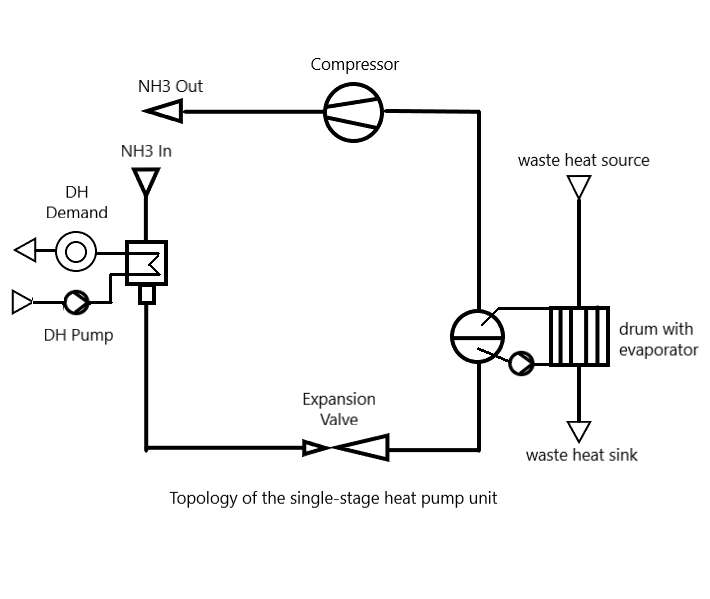 Compressor
NH3 Out
NH3 In
waste heat source
DH
Demand
DH Pump
drum with
evaporator
Expansion
Valve
waste heat sink
Topology of the single-stage heat pump unit